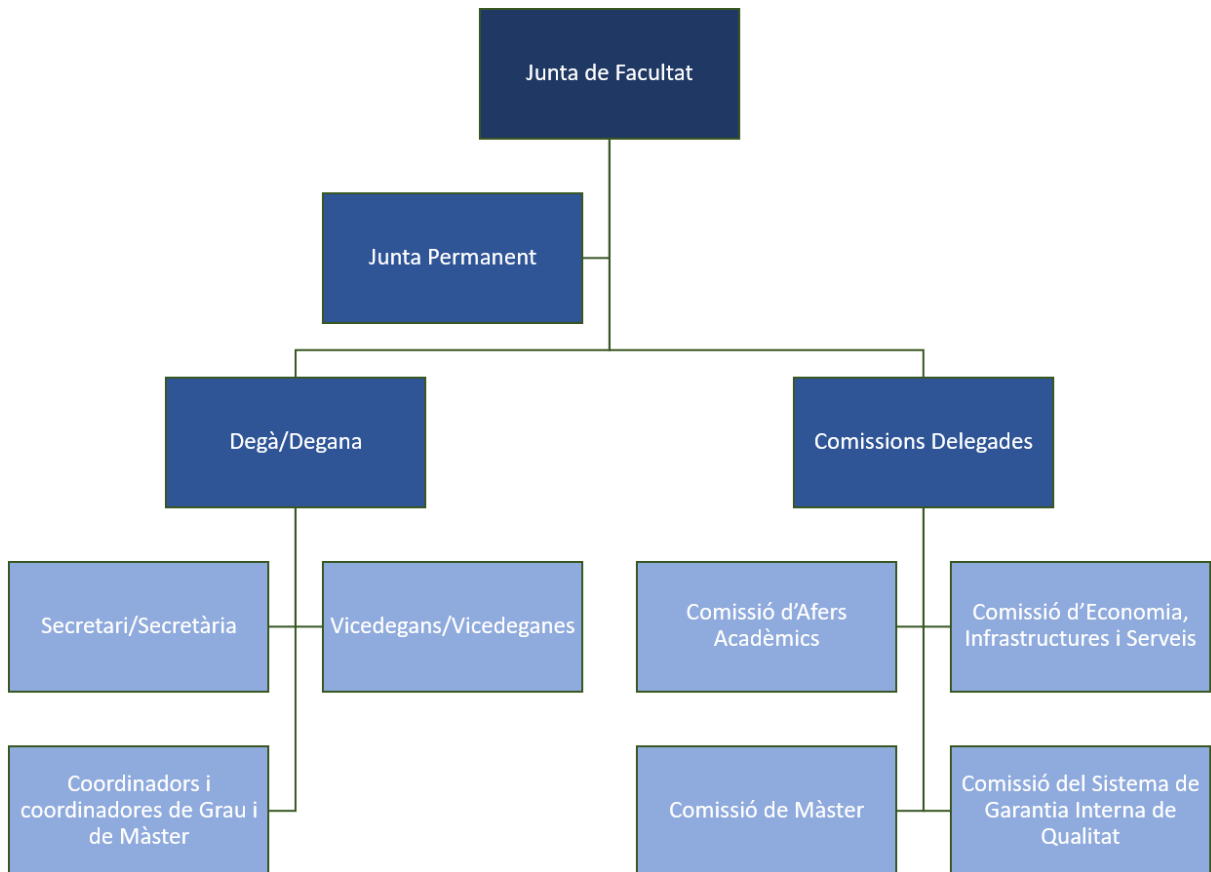 Junta de Facultat
Junta Permanent
Degà/Degana
Comissions Delegades
Secretari/Secretària
Vicedegans/Vicedeganes
Comissió d’Afers
Acadèmics
Comissió d’Economia,
Infrastructures i Serveis
Coordinadors i
coordinadores de Grau i
de Màster
Comissió de Màster
Comissió del Sistema de
Garantia Interna de
Qualitat